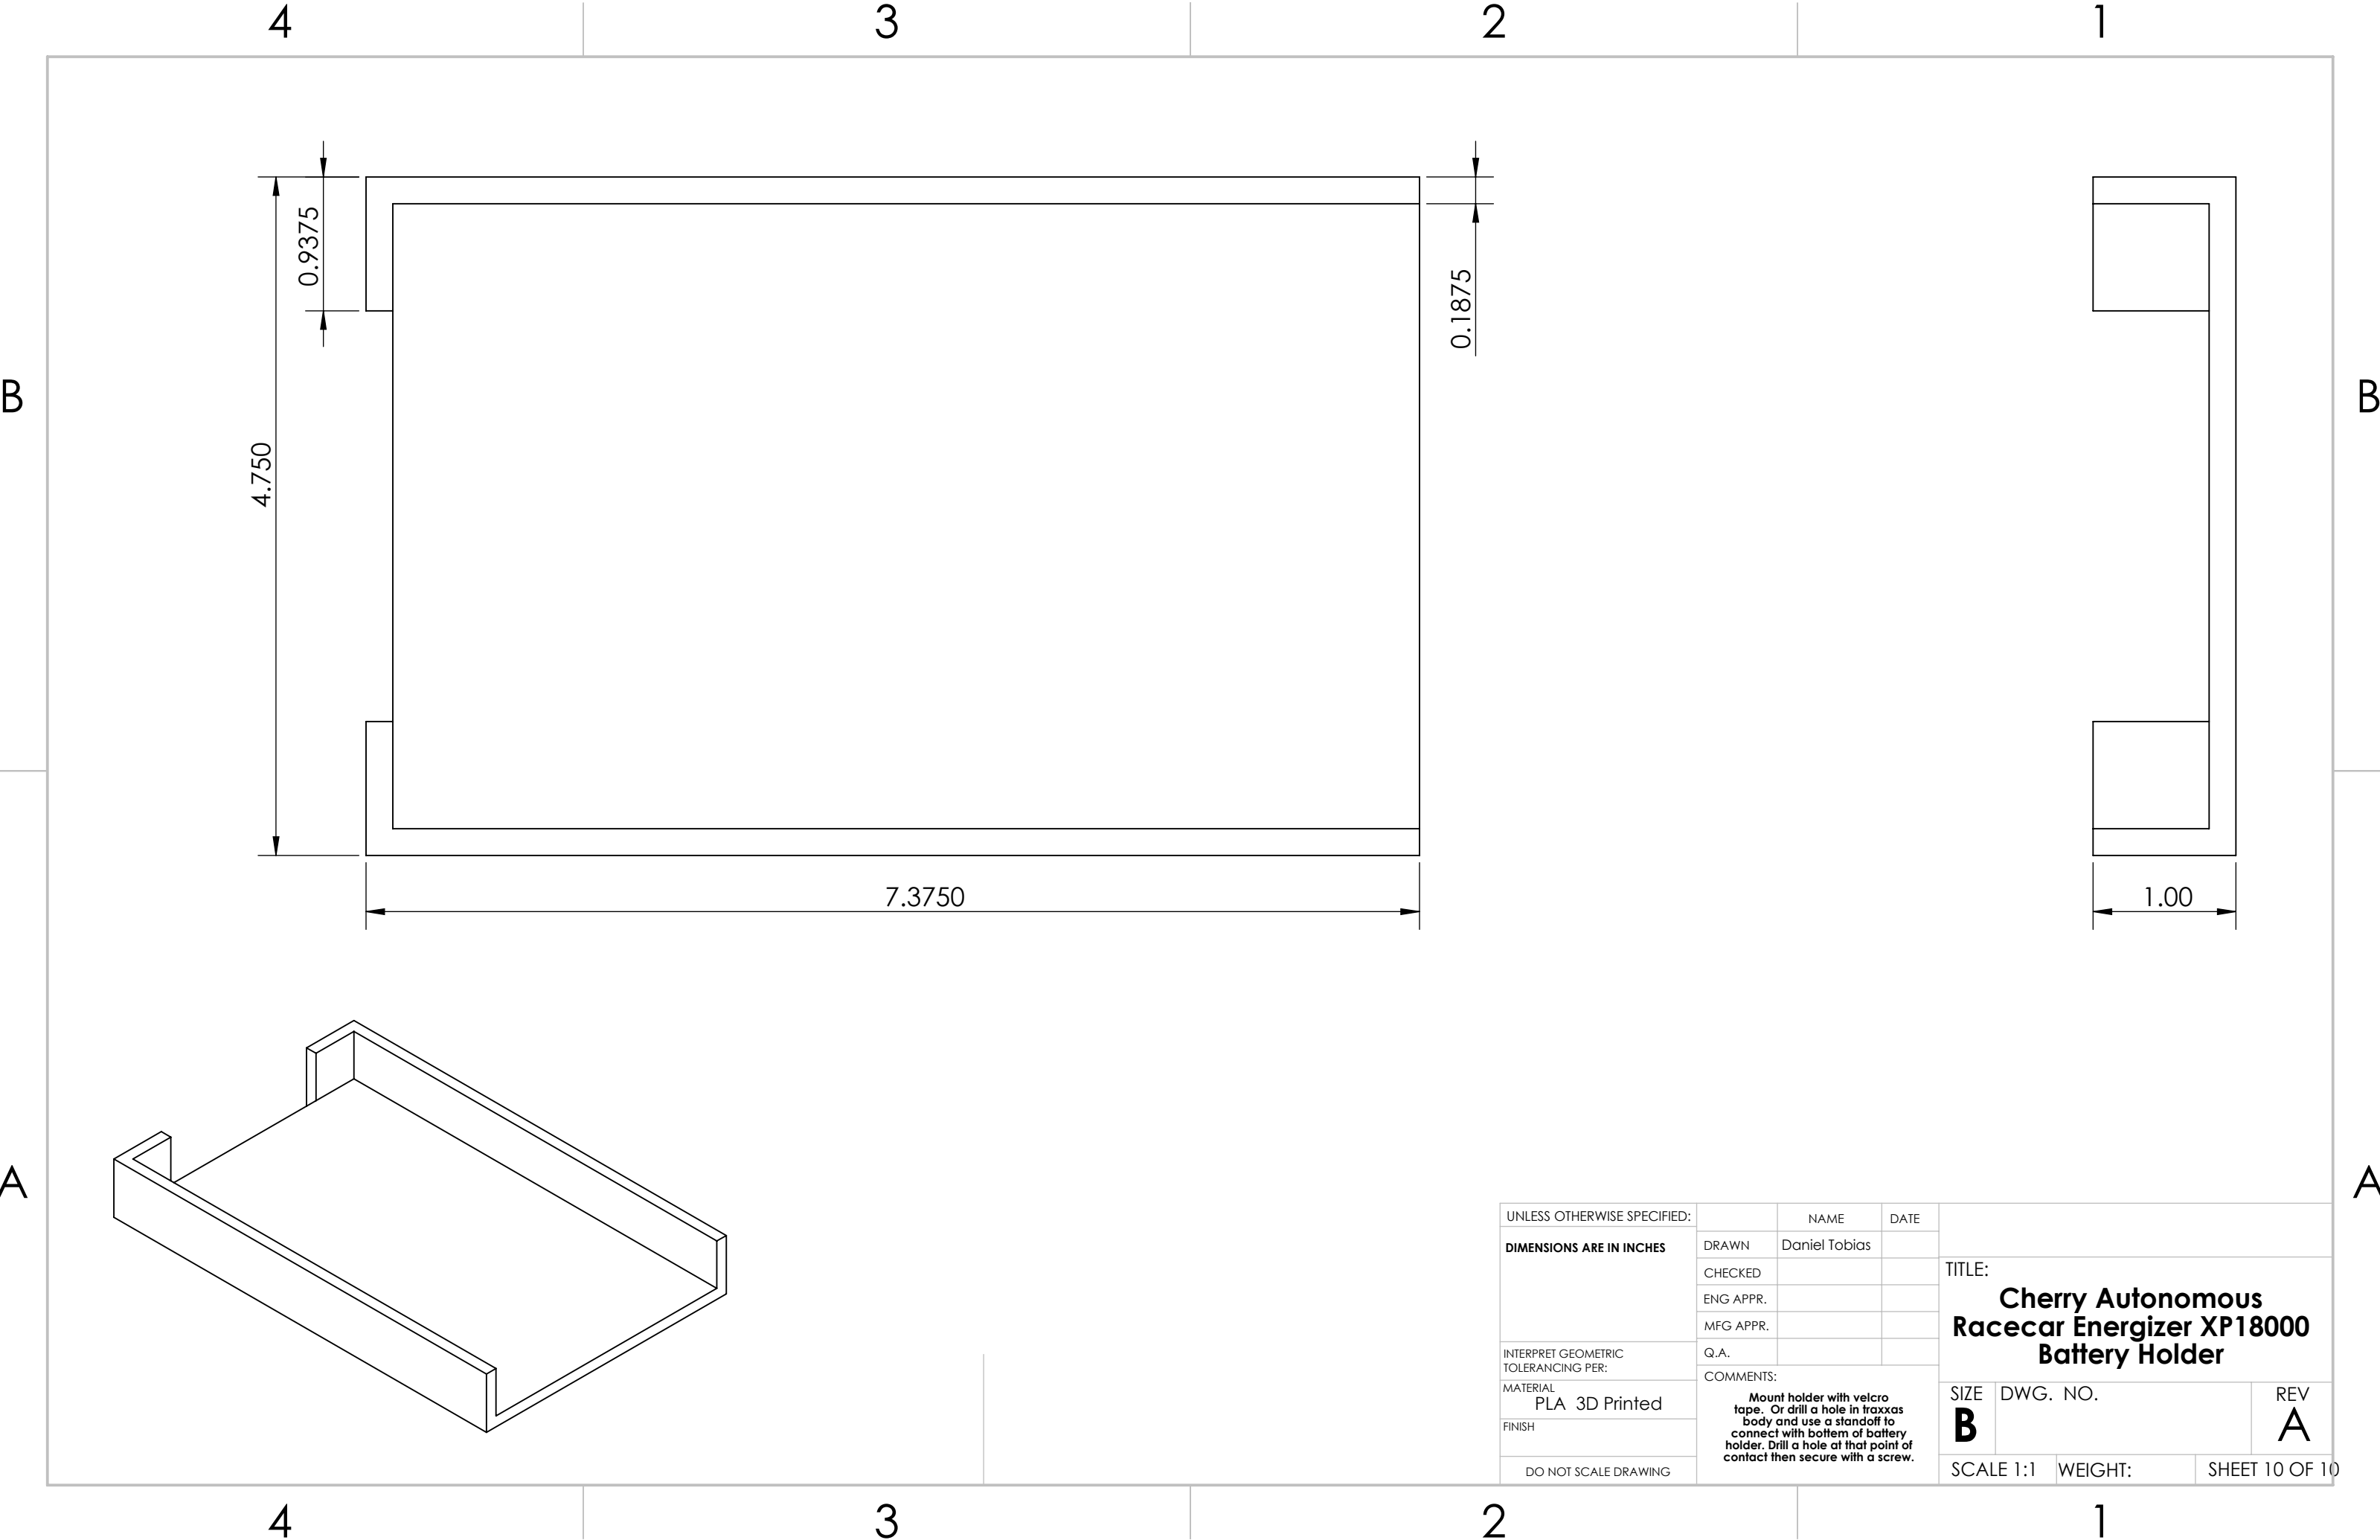 4 3 2 1
0.9375
0.1875
B B
4.750
7.3750
1.00
A A
UNLESS OTHERWISE SPECIFIED:
DIMENSIONS ARE IN INCHES
INTERPRET GEOMETRIC
TOLERANCING PER:
MATERIAL
PLA 3D Printed
FINISH
DO NOT SCALE DRAWING
NAME DATE
DRAWN Daniel Tobias
CHECKED
ENG APPR.
MFG APPR.
Q.A.
COMMENTS:
Mount holder with velcro
tape. Or drill a hole in traxxas
body and use a standoff to
connect with bottem of battery
holder. Drill a hole at that point of
contact then secure with a screw.
TITLE:
Cherry Autonomous
Racecar Energizer XP18000
Battery Holder
SIZE DWG. NO. REV
B A
SCALE 1:1 WEIGHT: SHEET 10 OF 10
4 3 2 1